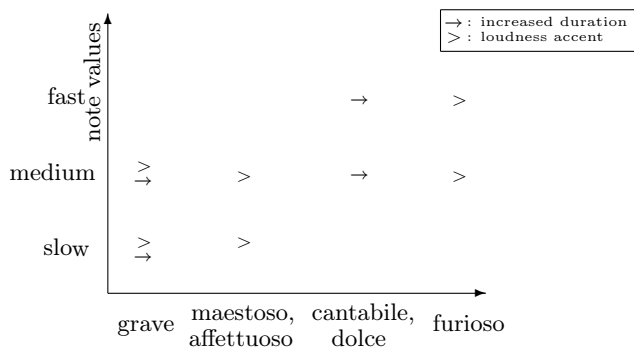 →: increased duration
>: loudness accent
note values
fast
→ >
medium
> → > → >
slow
> → >
grave
maestoso,
affettuoso
cantabile,
dolce
furioso